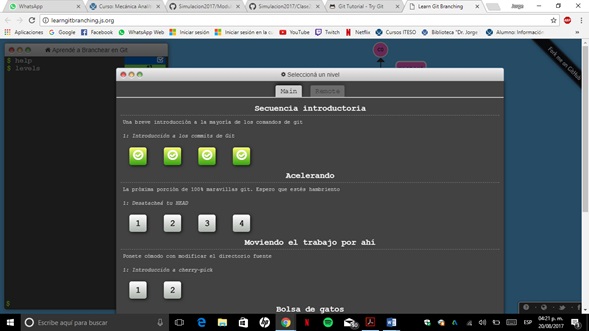 WhatsApp
Curso: Mecánica Analít
Simulacion2017/Modu
Simulacion2017/Classr
Git Tutorial - Try Git
Learn Git Branching
Jorge
learngitbranching.js.org
Aplicaciones
G Google
Cursos
Facebook
WhatsApp Web
Iniciar sesión
Iniciar sesión en la cu
YouTube
Twitch
Netflix
Cursos ITESO
Biblioteca "Dr. Jorge
Alumno: Información
Aprendé a Branchear en Git
$ help
$ levels
$
Fork me on GitHub
Seleccioná un nivel
Main
Remote
Secuencia introductoria
Una breve introducción a la mayoría de los comandos de git
1: Introducción a los commits de Git
Acelerando
La próxima porción de 100% maravillas git. Espero que estés hambriento
1: Desatacheá tu HEAD
1 2 3 4
Moviendo el trabajo por ahí
Ponete cómodo con modificar el directorio fuente
1: Introducción a cherry-pick
1 2
Bolsa de gatos
Escribe aquí para buscar
ESP
04:21 p. m.
20/08/2017